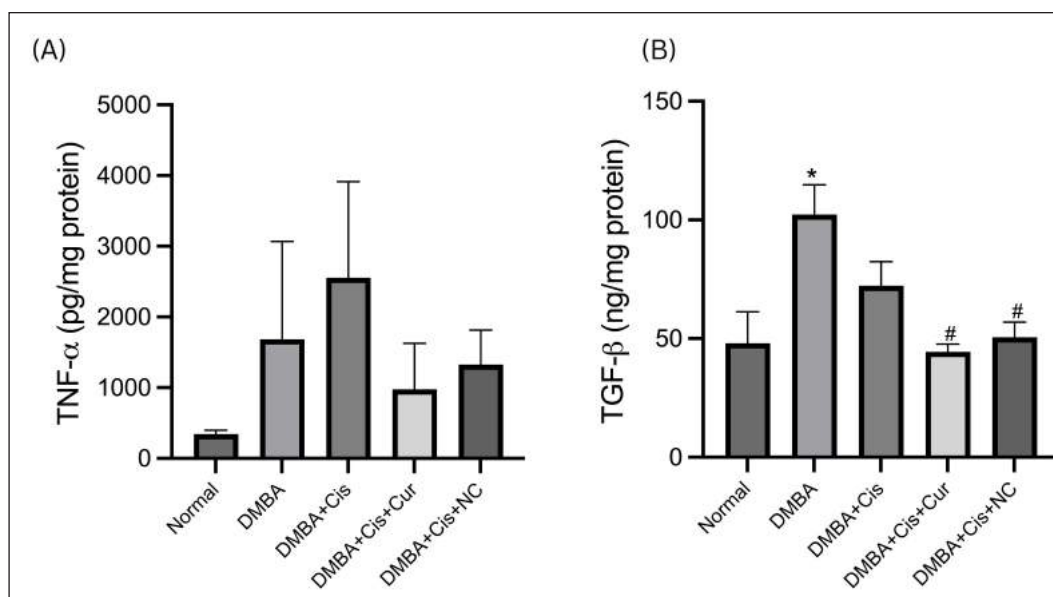 (A)
TNF-α (pg/mg protein)
5000
4000
3000
2000
1000
0
Normal
DMBA
DMBA+Cis
DMBA+Cis+Cur
DMBA+Cis+NC
(B)
TGF-β (ng/mg protein)
150
100
50
0
*
#
#
Normal
DMBA
DMBA+Cis
DMBA+Cis+Cur
DMBA+Cis+NC